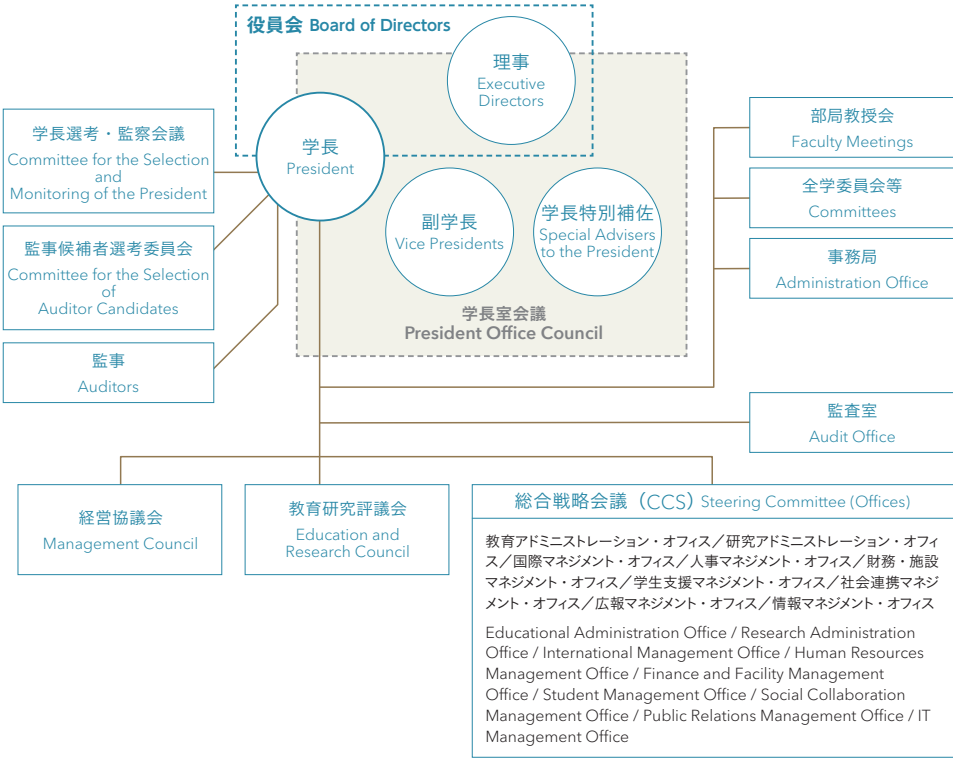 役員会 Board of Directors
理事
Executive
Directors
学長
President
副学長
Vice Presidents
学長特別補佐
Special Advisers
to the President
学長室会議
President Office Council
学長選考・監察会議
Committee for the Selection
and
Monitoring of the President
監事候補者選考委員会
Committee for the Selection
of
Auditor Candidates
監事
Auditors
部局教授会
Faculty Meetings
全学委員会等
Committees
事務局
Administration Office
監査室
Audit Office
経営協議会
Management Council
教育研究評議会
Education and
Research Council
総合戦略会議（CCS）Steering Committee (Offices)
教育アドミニストレーション・オフィス／研究アドミニストレーション・オフィ
ス／国際マネジメント・オフィス／人事マネジメント・オフィス／財務・施設
マネジメント・オフィス／学生支援マネジメント・オフィス／社会連携マネジ
メント・オフィス／広報マネジメント・オフィス／情報マネジメント・オフィス
Educational Administration Office / Research Administration
Office / International Management Office / Human Resources
Management Office / Finance and Facility Management
Office / Student Management Office / Social Collaboration
Management Office / Public Relations Management Office / IT
Management Office